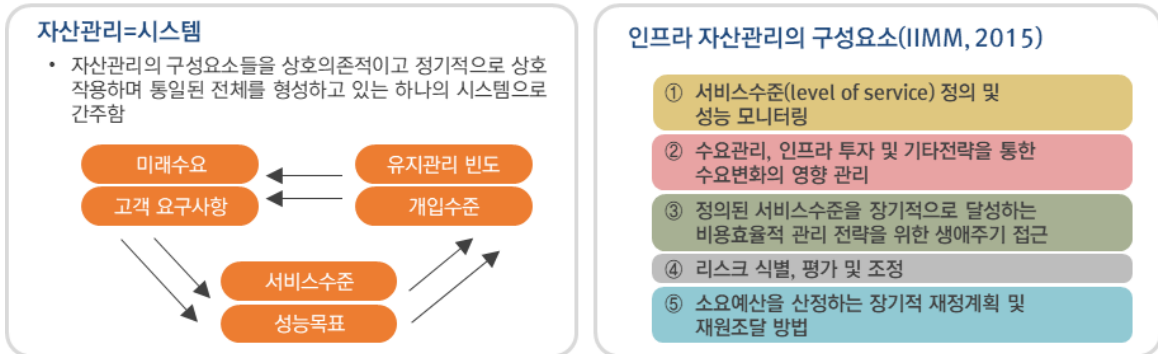 자산관리=시스템
• 자산관리의 구성요소들을 상호의존적이고 정기적으로 상호
작용하며 통일된 전체를 형성하고 있는 하나의 시스템으로
간주함
미래수요
고객 요구사항
유지관리 빈도
개입수준
서비스수준
성능목표
인프라 자산관리의 구성요소(IIMM, 2015)
① 서비스수준(level of service) 정의 및
성능 모니터링
② 수요관리, 인프라 투자 및 기타전략을 통한
수요변화의 영향 관리
③ 정의된 서비스수준을 장기적으로 달성하는
비용효율적 관리 전략을 위한 생애주기 접근
④ 리스크 식별, 평가 및 조정
⑤ 소요예산을 산정하는 장기적 재정계획 및
재원조달 방법